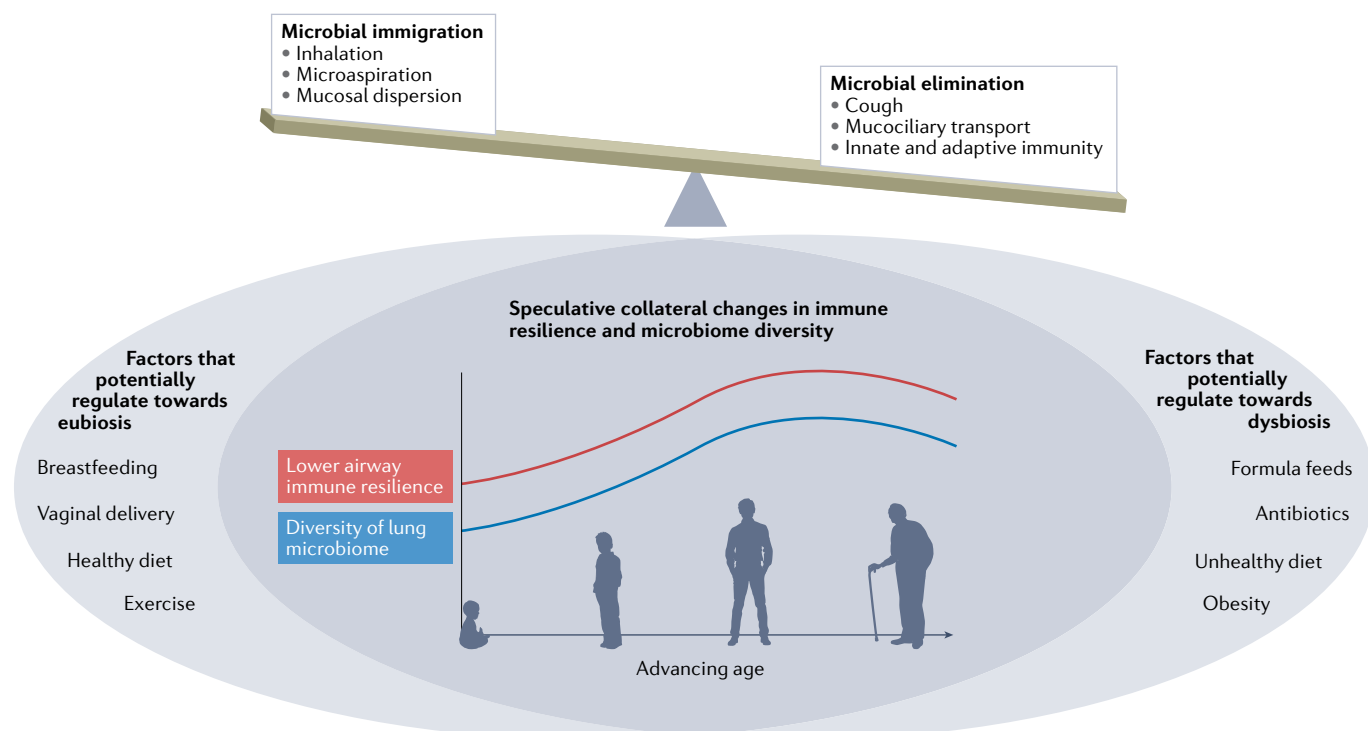 Microbial immigration
• Inhalation
• Microaspiration
• Mucosal dispersion
Microbial elimination
• Cough
• Mucociliary transport
• Innate and adaptive immunity
Speculative collateral changes in immune
resilience and microbiome diversity
Factors that
potentially
regulate towards
eubiosis
Breastfeeding
Vaginal delivery
Healthy diet
Exercise
Lower airway
immune resilience
Diversity of lung
microbiome
Advancing age
Factors that
potentially
regulate towards
dysbiosis
Formula feeds
Antibiotics
Unhealthy diet
Obesity